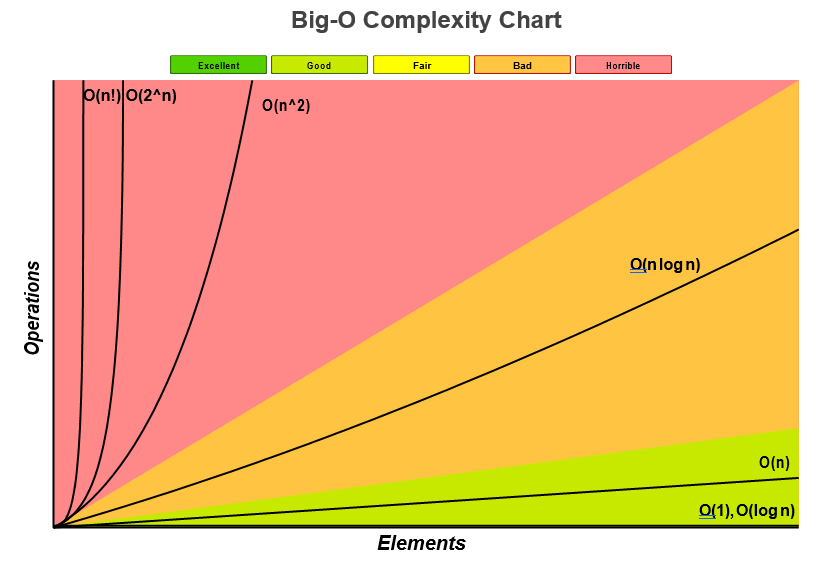 Big-O Complexity Chart
Excellent Good Fair Bad Horrible
O(n!) O(2^n)
O(n^2)
O(n log n)
Operations
O(n)
O(1), O(log n)
Elements